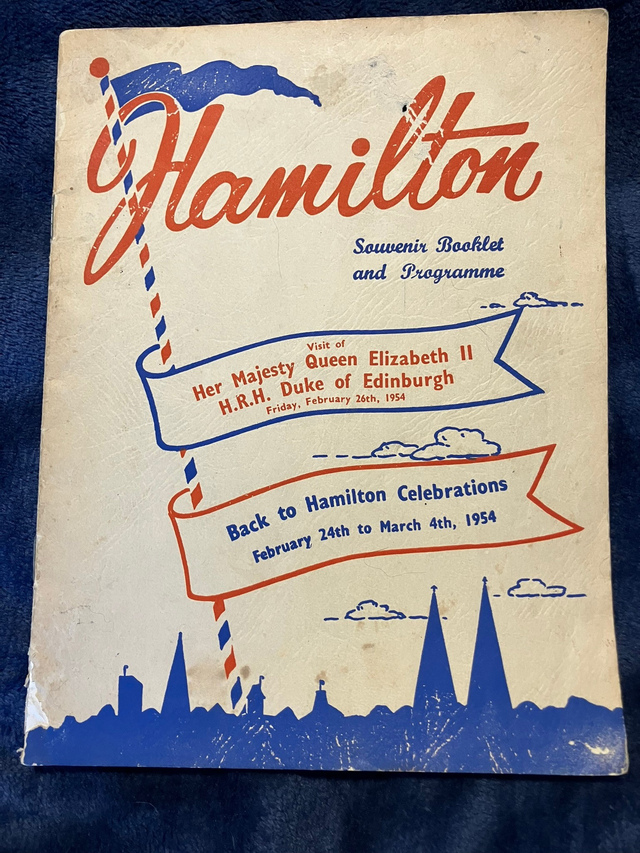 Hamilton
Souvenir Booklet
and Programme
Visit of
Her Majesty Queen Elizabeth II
H.R.H. Duke of Edinburgh
Friday, February 26th, 1954
Back to Hamilton Celebrations
February 24th to March 4th, 1954